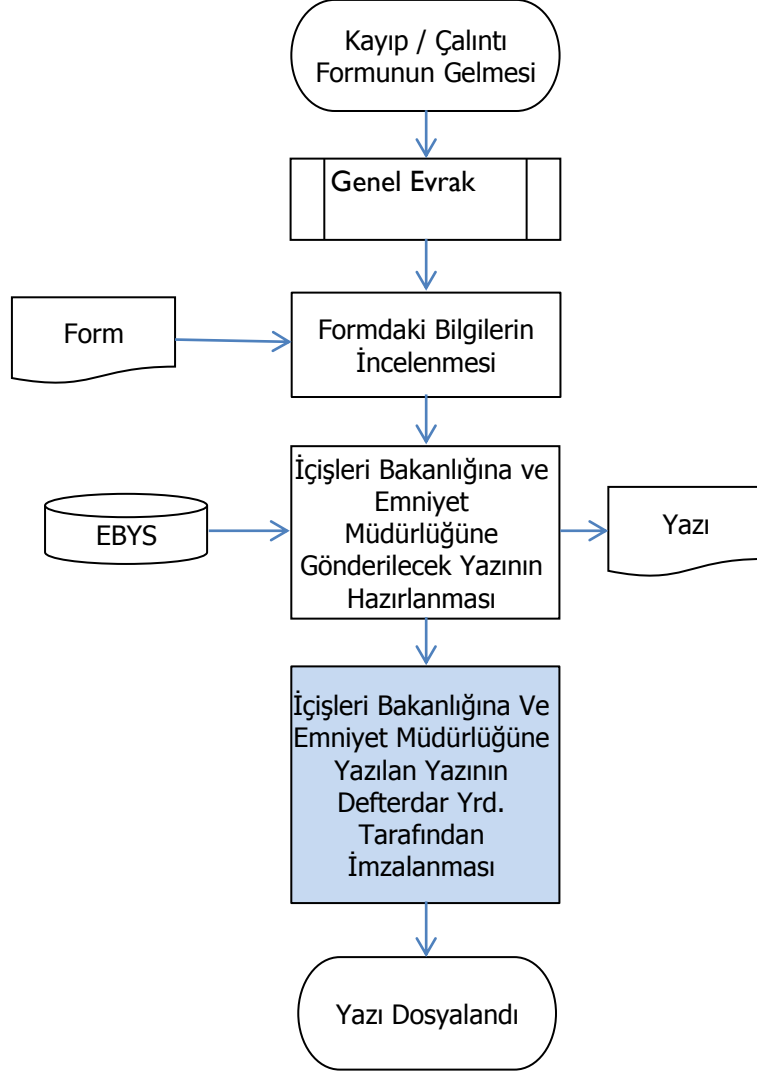 Kayıp / Çalıntı
Formunun Gelmesi
Genel Evrak
Form
Formdaki Bilgilerin
İncelenmesi
EBYS
İçişleri Bakanlığına ve
Emniyet
Müdürlüğüne
Gönderilecek Yazının
Hazırlanması
Yazı
İçişleri Bakanlığına Ve
Emniyet Müdürlüğüne
Yazılan Yazının
Defterdar Yrd.
Tarafından
İmzalanması
Yazı Dosyalandı